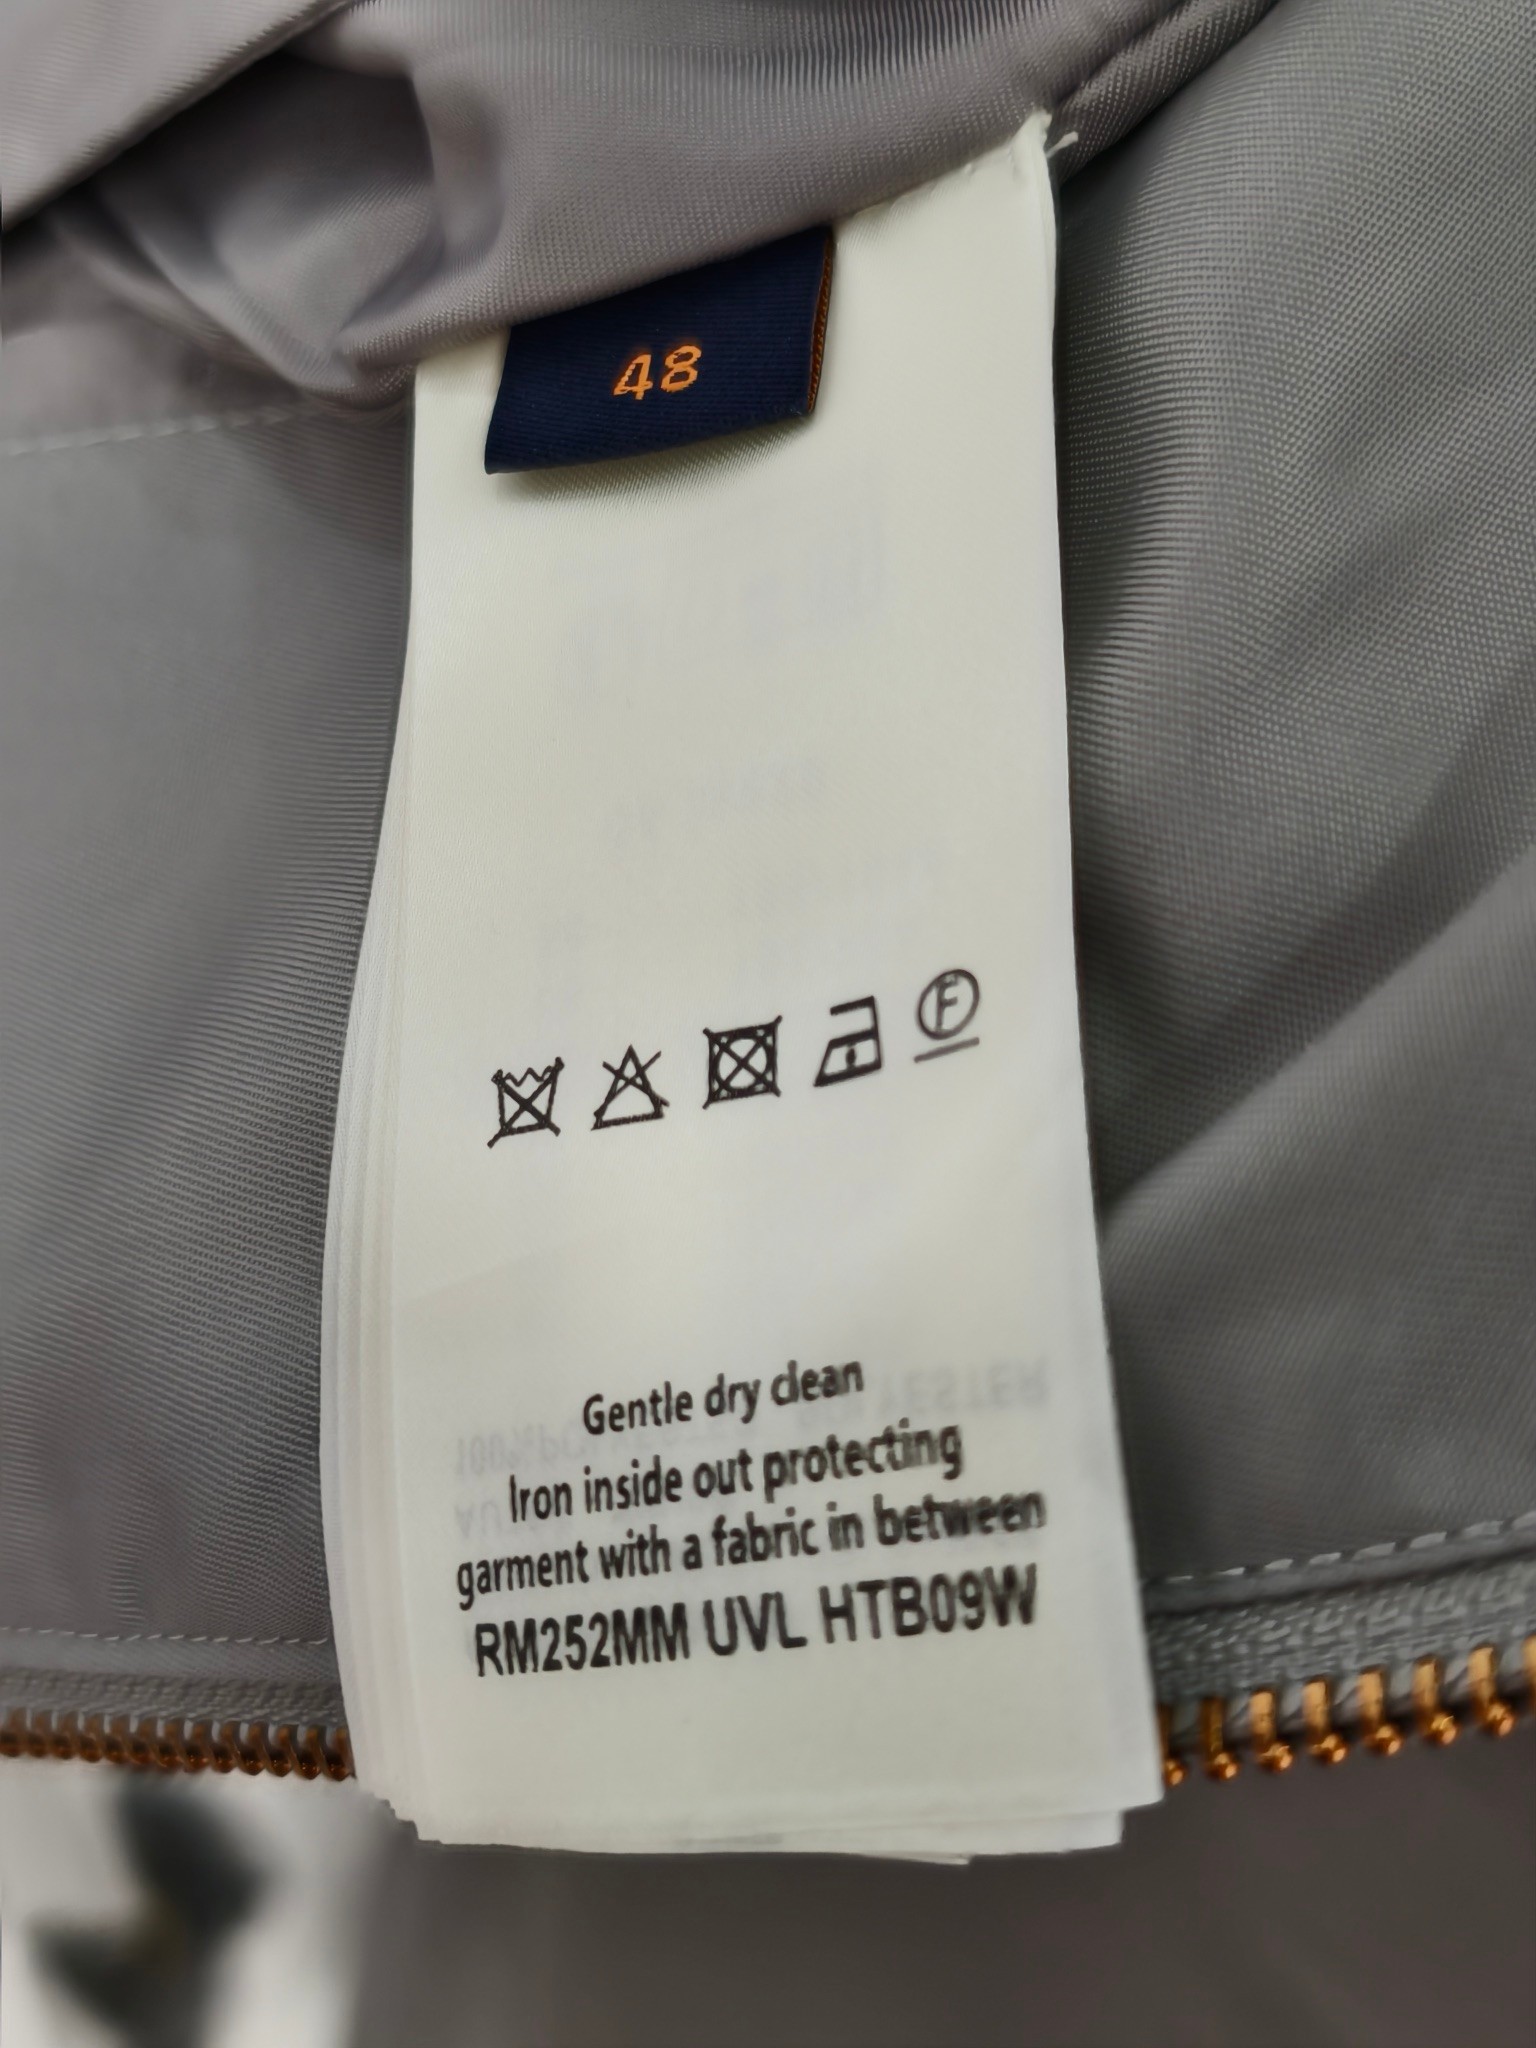 48
F
Gentle dry clean
Iron inside out protecting
garment with a fabric in between
RM252MM UVL HTB09W